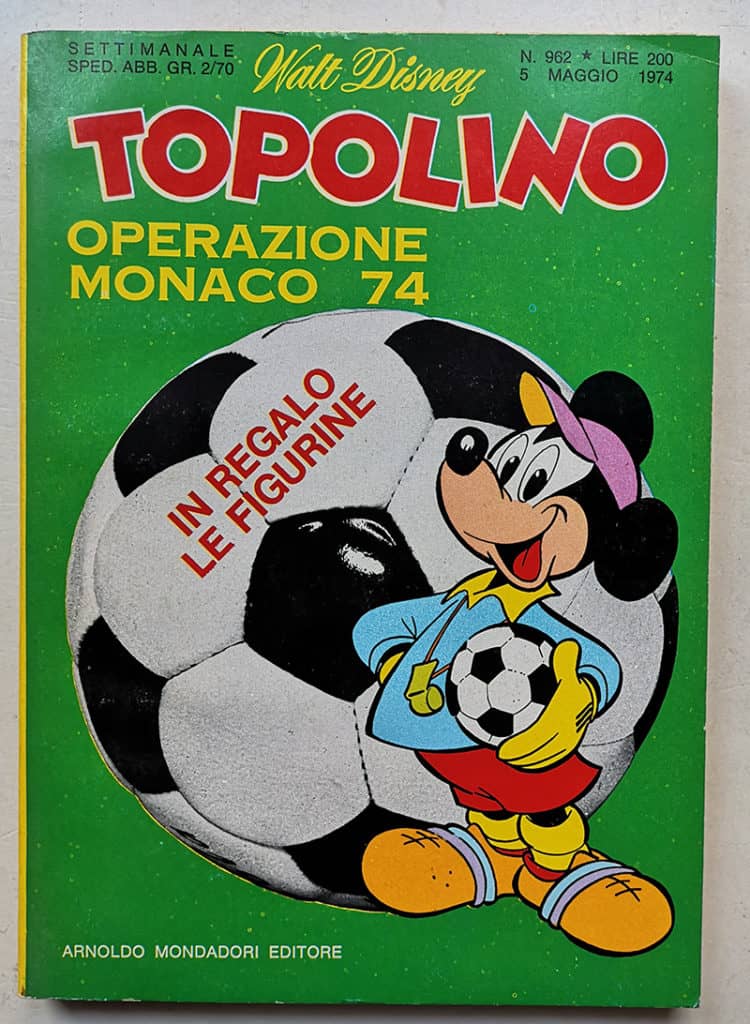 SETTIMANALE
SPED. ABB. GR. 2/70
Walt Disney
N. 962 ★ LIRE 200
5 MAGGIO 1974
TOPOLINO
OPERAZIONE
MONACO 74
IN REGALO
LE FIGURINE
ARNOLDO MONDADORI EDITORE